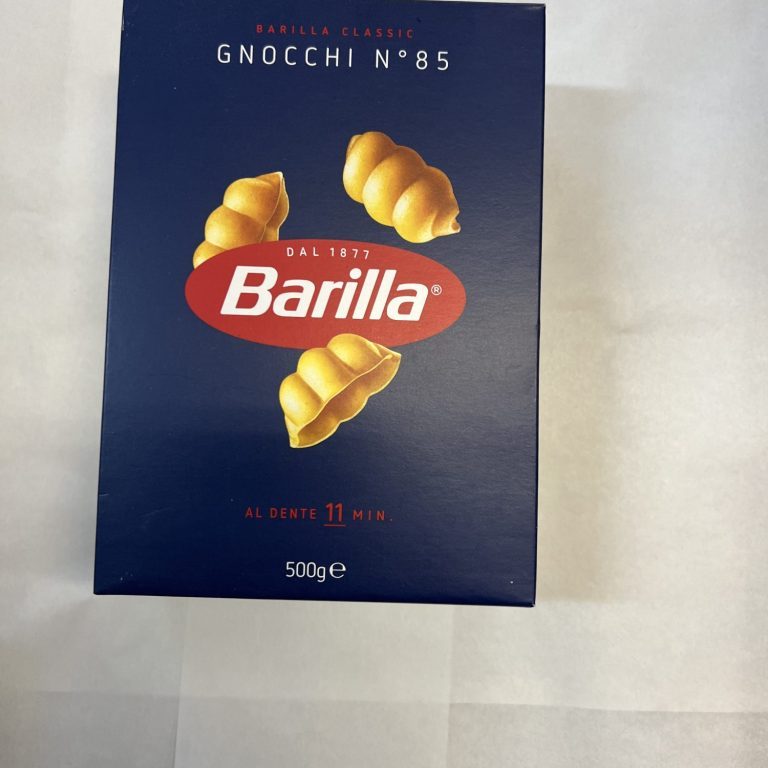 BARILLA CLASSIC
GNOCCHI N°85
DAL 1877
Barilla®
AL DENTE 11 MIN.
500g℮